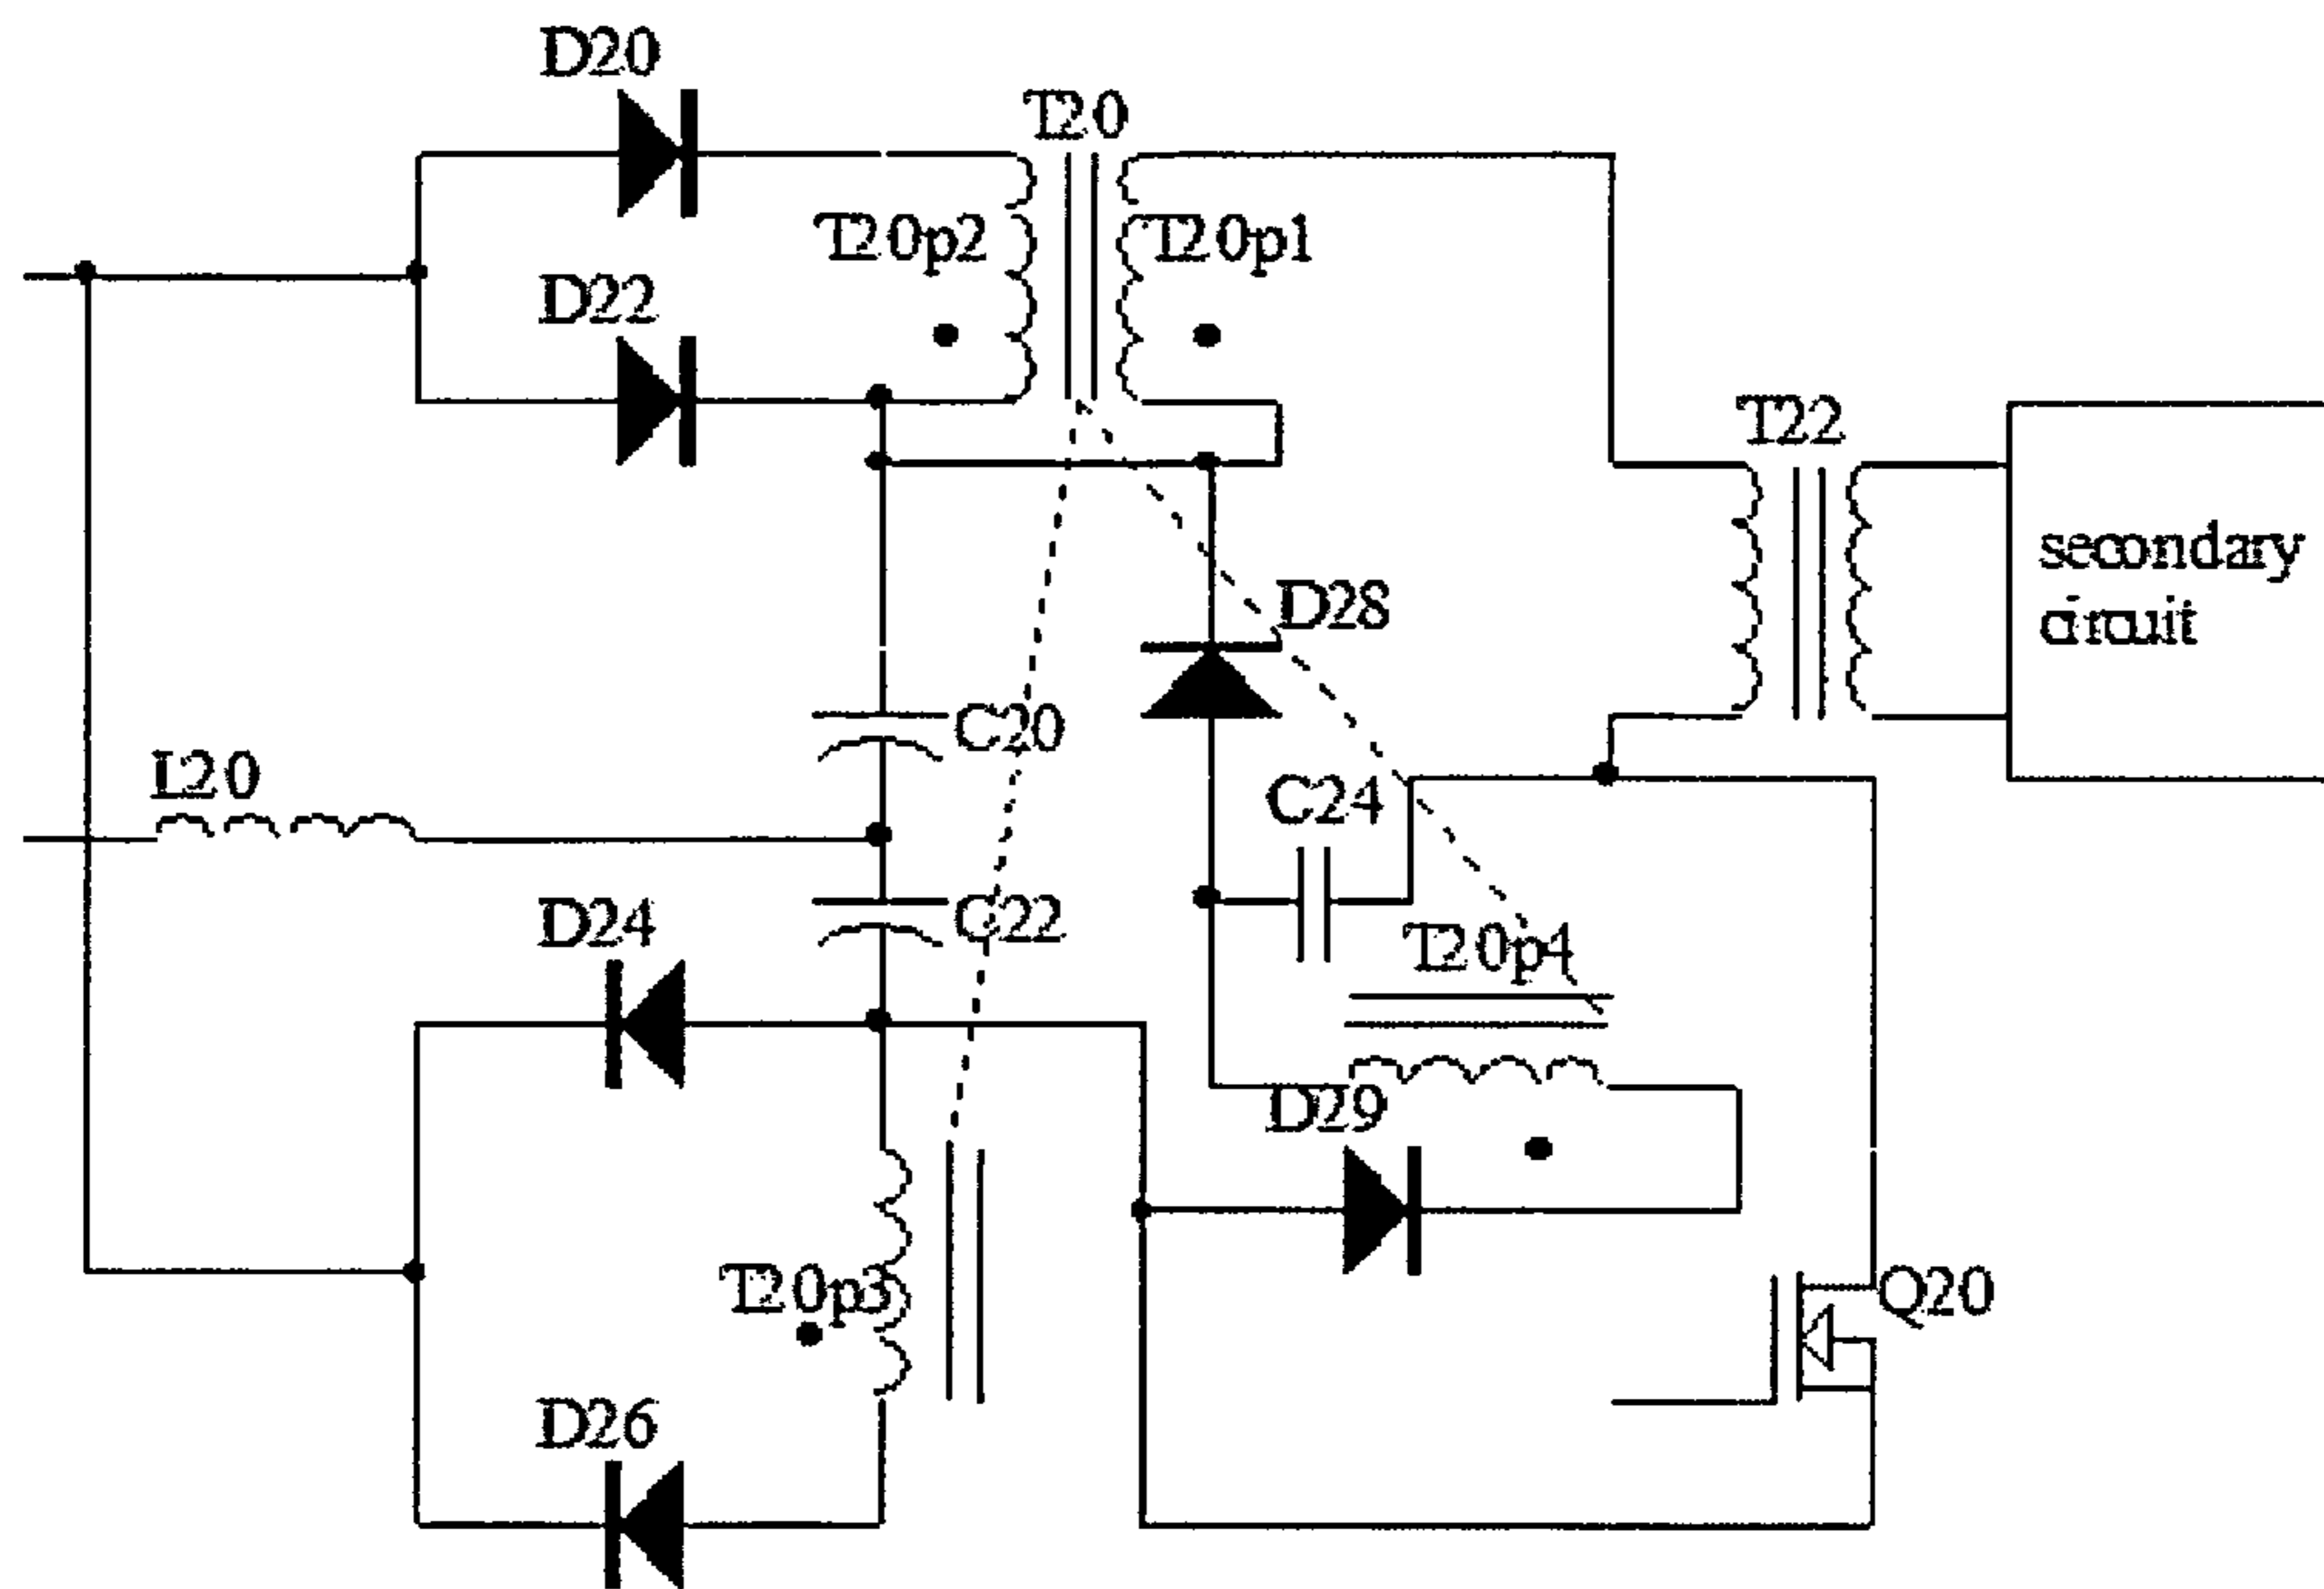 D20
T20
T20p2
T20p1
D22
T22
secondary
circuit
D28
C20
L20
C24
C22
D24
T20p4
D29
T20p3
Q20
D26